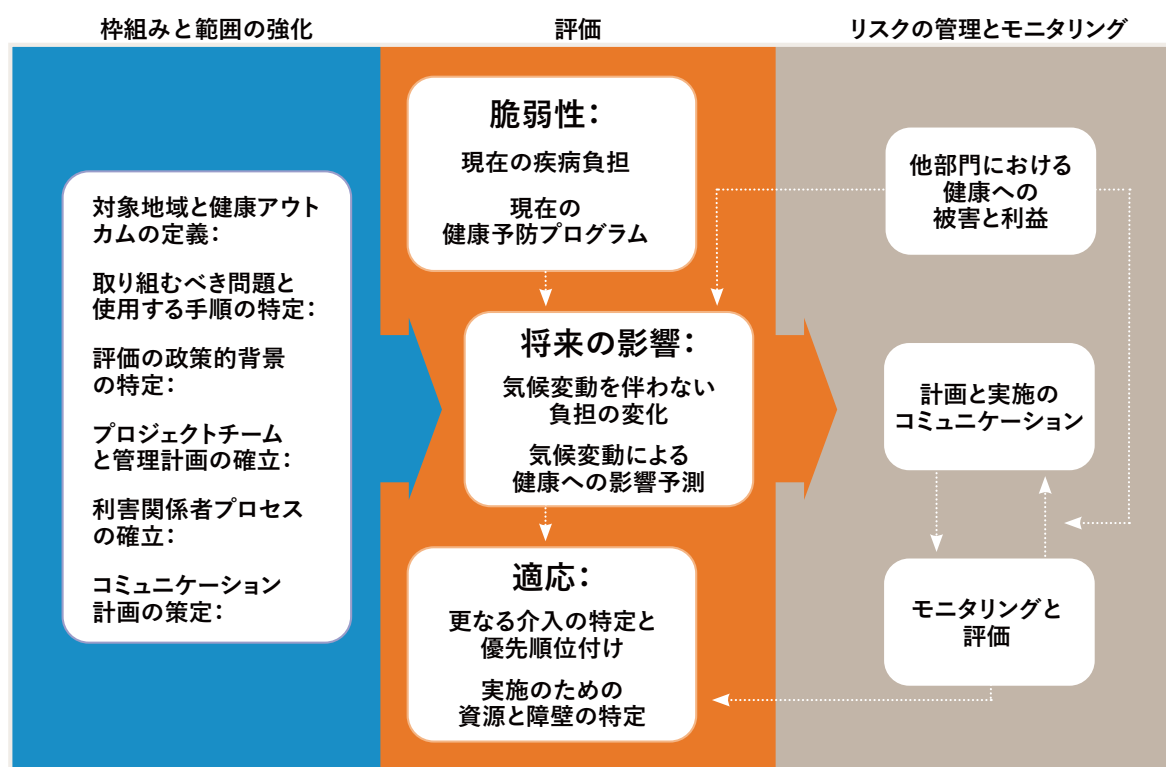 枠組みと範囲の強化
評価
リスクの管理とモニタリング
対象地域と健康アウト
カムの定義：
取り組むべき問題と
使用する手順の特定：
評価の政策的背景
の特定：
プロジェクトチーム
と管理計画の確立：
利害関係者プロセス
の確立：
コミュニケーション
計画の策定：
脆弱性：
現在の疾病負担
現在の
健康予防プログラム
将来の影響：
気候変動を伴わない
負担の変化
気候変動による
健康への影響予測
適応：
更なる介入の特定と
優先順位付け
実施のための
資源と障壁の特定
他部門における
健康への
被害と利益
計画と実施の
コミュニケーション
モニタリングと
評価